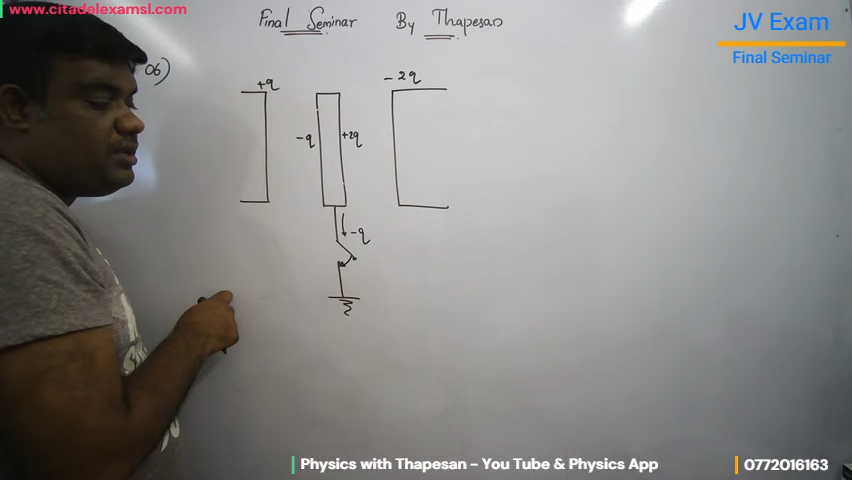 www.citadelexamsl.com
Final Seminar By Thapesan
JV Exam
Final Seminar
06)
+q
- 2q
-q
+2q
-q
Physics with Thapesan - You Tube & Physics App
0772016163